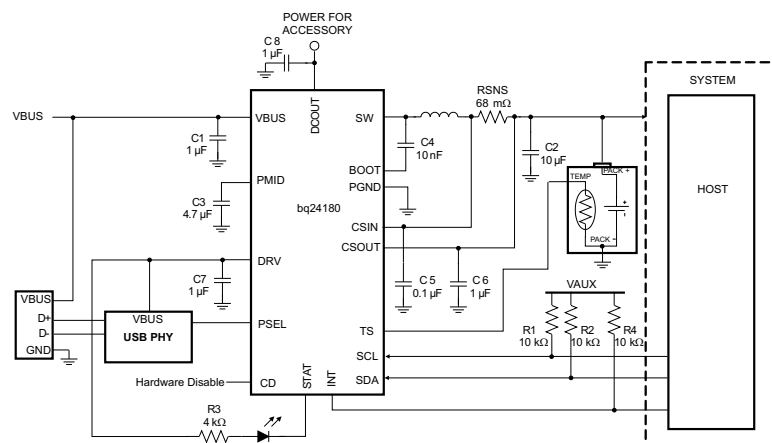 POWER FOR
ACCESSORY
C 8
1 µF
VBUS
VBUS
DCOUT
SW
RSNS
68 mΩ
SYSTEM
C1
1 µF
C4
10 nF
C2
10 µF
BOOT
PGND
PMID
bq24180
HOST
TEMP
PACK +
+
-
PACK -
C3
4.7 µF
CSIN
CSOUT
DRV
C7
1 µF
C 5
0.1 µF
C 6
1 µF
VAUX
VBUS
D+
D-
GND
VBUS
USB PHY
PSEL
TS
R1
10 kΩ
R2
10 kΩ
R4
10 kΩ
SCL
SDA
Hardware Disable
CD
STAT
INT
R3
4 kΩ